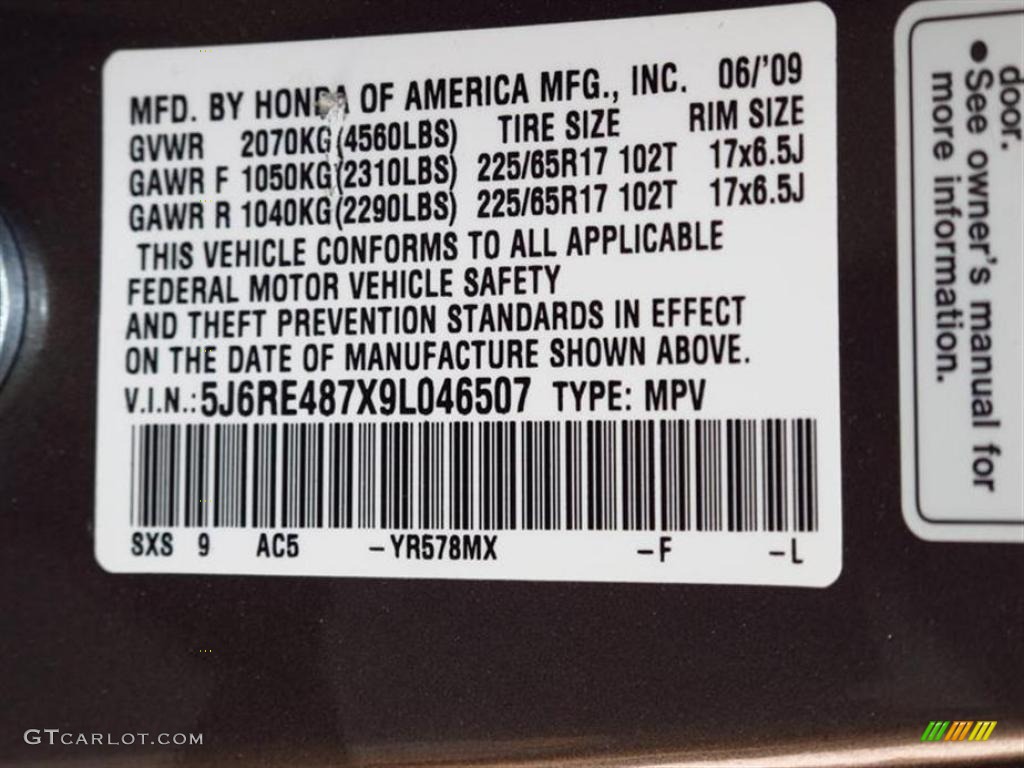 MFD. BY HONDA OF AMERICA MFG., INC. 06/'09
GVWR 2070KG(4560LBS) TIRE SIZE RIM SIZE
GAWR F 1050KG(2310LBS) 225/65R17 102T 17x6.5J
GAWR R 1040KG(2290LBS) 225/65R17 102T 17x6.5J
THIS VEHICLE CONFORMS TO ALL APPLICABLE
FEDERAL MOTOR VEHICLE SAFETY
AND THEFT PREVENTION STANDARDS IN EFFECT
ON THE DATE OF MANUFACTURE SHOWN ABOVE.
V.I.N.:5J6RE487X9L046507 TYPE: MPV
SXS 9 AC5 -YR578MX -F -L
door.
●See owner's manual for
more information.
GTCARLOT.COM